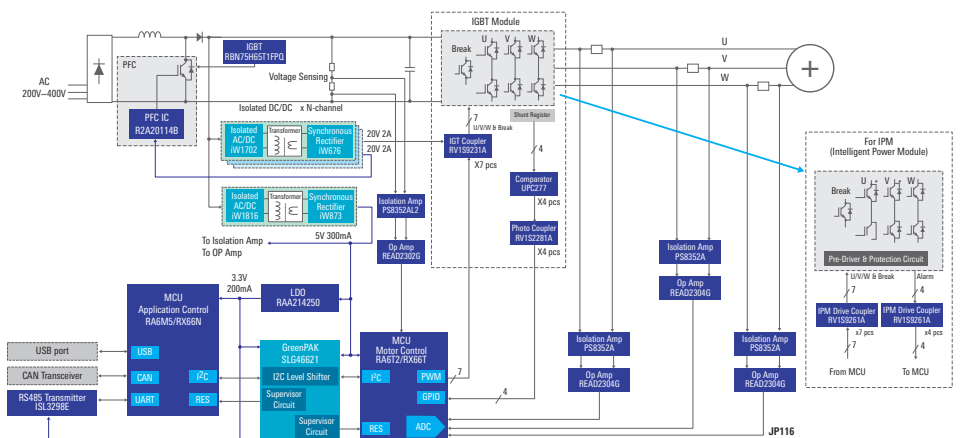 IGBT Module
U V W
Break
Shunt Register
IGBT
RBN75H65T1FPQ
PFC
PFC IC
R2A20114B
AC
200V~400V
Voltage Sensing
Isolated DC/DC x N-channel
Isolated
AC/DC
iW1702
Transformer
Synchronous
Rectifier
iW676
20V 2A
20V 2A
Isolated
AC/DC
iW1816
Transformer
Synchronous
Rectifier
iW873
5V 300mA
To Isolation Amp
To OP Amp
7
U/V/W & Break
IGT Coupler
RV1S9231A
X7 pcs
4
Comparator
UPC277
X4 pcs
Photo Coupler
RV1S2281A
X4 pcs
Isolation Amp
PS8352AL2
Op Amp
READ2302G
U
V
W
Isolation Amp
PS8352A
Op Amp
READ2304G
Isolation Amp
PS8352A
Op Amp
READ2304G
Isolation Amp
PS8352A
Op Amp
READ2304G
For IPM
(Intelligent Power Module)
U V W
Break
Pre-Driver & Protection Circuit
U/V/W & Break
Alarm
7
4
IPM Drive Coupler
RV1S9261A
x7 pcs
IPM Drive Coupler
RV1S9261A
x4 pcs
7
4
From MCU
To MCU
3.3V
200mA
LDO
RAA214250
MCU
Application Control
RA6M5/RX66N
USB
CAN
UART
I²C
RES
USB port
CAN Transceiver
RS485 Transmitter
ISL3298E
GreenPAK
SLG46621
I2C Level Shifter
Supervisor
Circuit
Supervisor
Circuit
MCU
Motor Control
RA6T2/RX66T
I²C
PWM
GPIO
RES
ADC
7
4
JP116